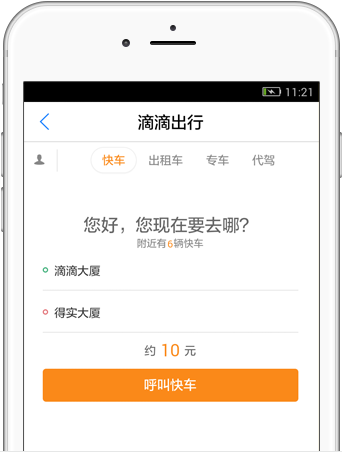 11:21
滴滴出行
快车 出租车 专车 代驾
您好，您现在要去哪？
附近有6辆快车
滴滴大厦
得实大厦
约 10 元
呼叫快车